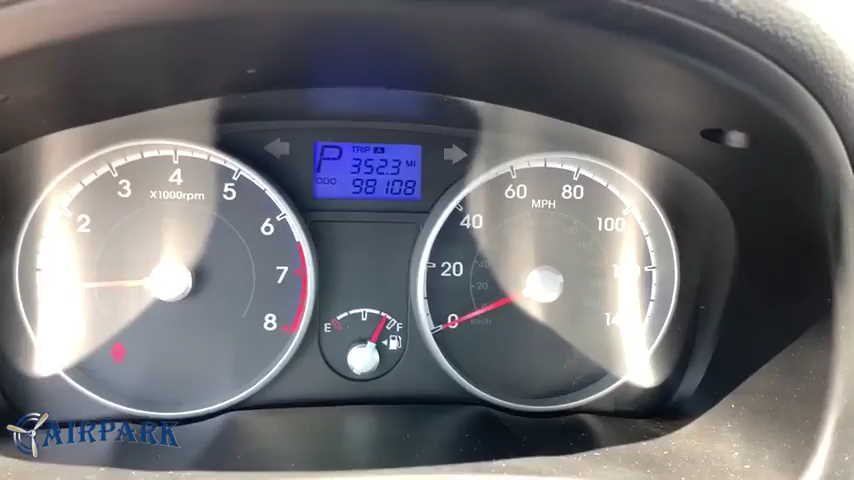 TRIP A
P 352.3 MI
ODO 98108
2 3 4 5 6 7 8
X1000rpm
0 20 40 60 80 100
MPH
km/h
E F
AIRPARK